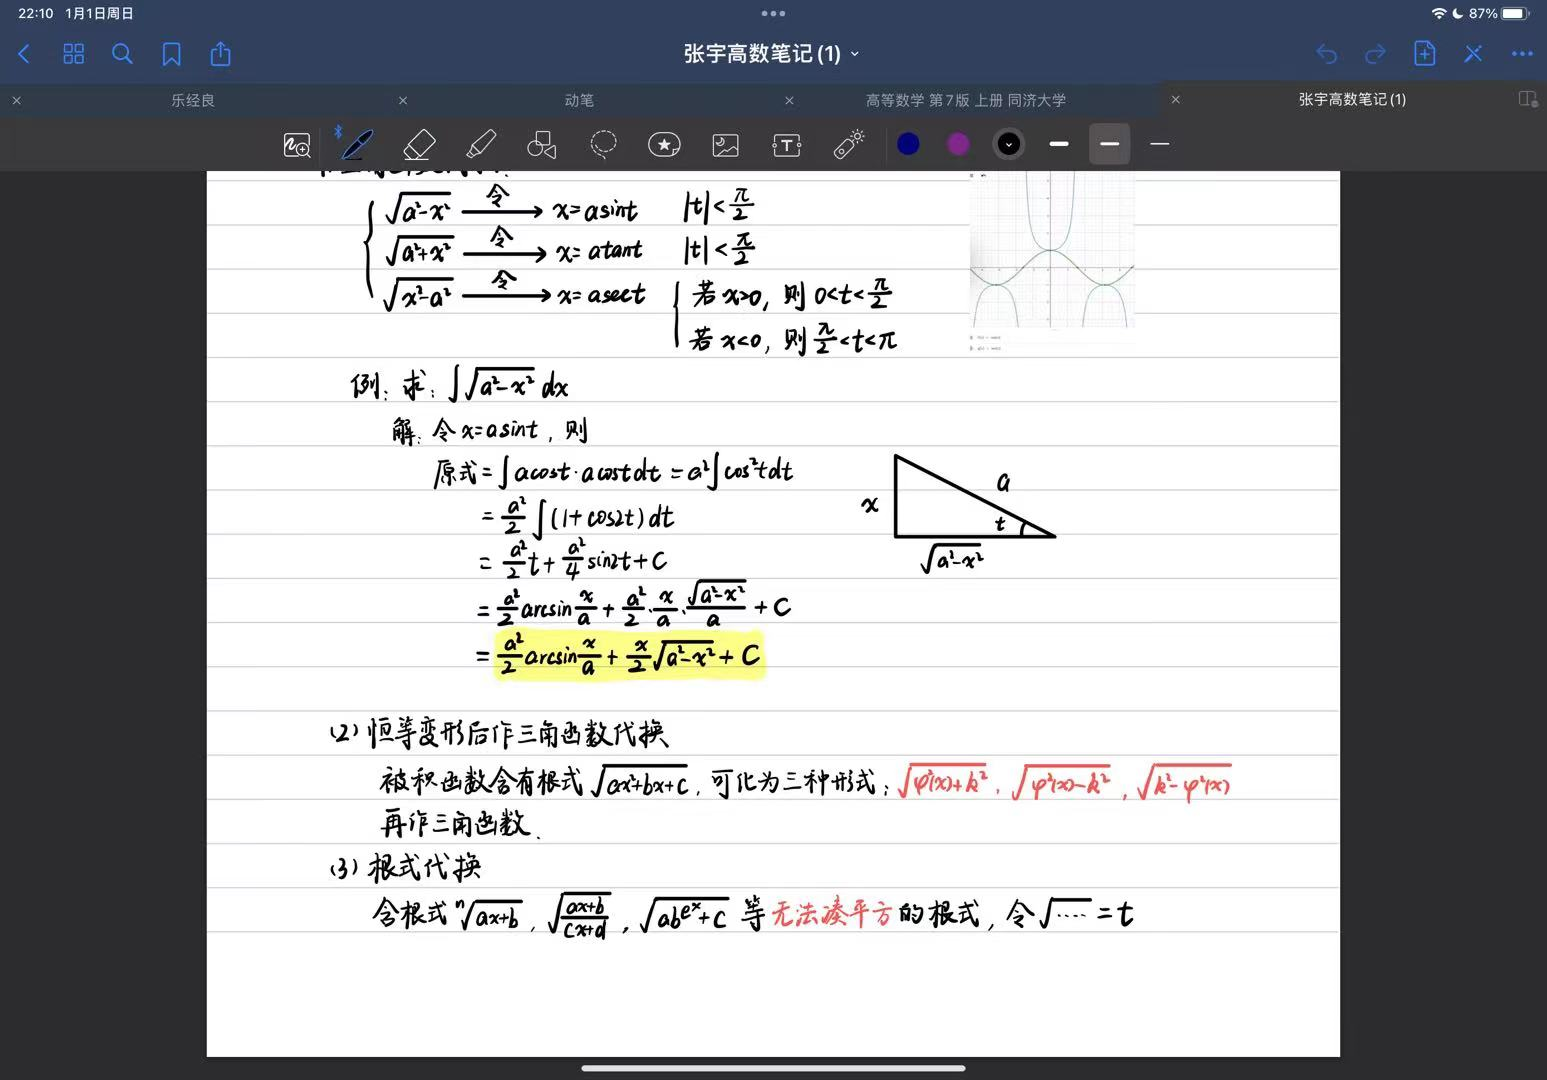 22:10 1月1日周日
87%
张宇高数笔记 (1)
乐经良
动笔
高等数学 第7版 上册 同济大学
张宇高数笔记 (1)
√(a²-x²) 令→ x=asint |t|<π/2
√(a²+x²) 令→ x=atant |t|<π/2
√(x²-a²) 令→ x=asect { 若x>0, 则0<t<π/2
若x<0, 则π/2<t<π
例: 求: ∫√(a²-x²) dx
解: 令x=asint, 则
原式=∫acost·acostdt=a²∫cos²tdt
=a²/2 ∫(1+cos2t)dt
=a²/2 t+a²/4 sin2t+C
=a²/2 arcsin x/a + a²/2 · x/a · √(a²-x²)/a + C
=a²/2 arcsin x/a + x/2 √(a²-x²) + C
x
a
t
√(a²-x²)
(2) 恒等变形后作三角函数代换
被积函数含有根式√(ax²+bx+c), 可化为三种形式: √(φ²(x)+k²), √(φ²(x)-k²), √(k²-φ²(x))
再作三角函数.
(3) 根式代换
含根式 ⁿ√(ax+b), √((ax+b)/(cx+d)), √(abeˣ+c) 等无法凑平方的根式, 令√(····)=t